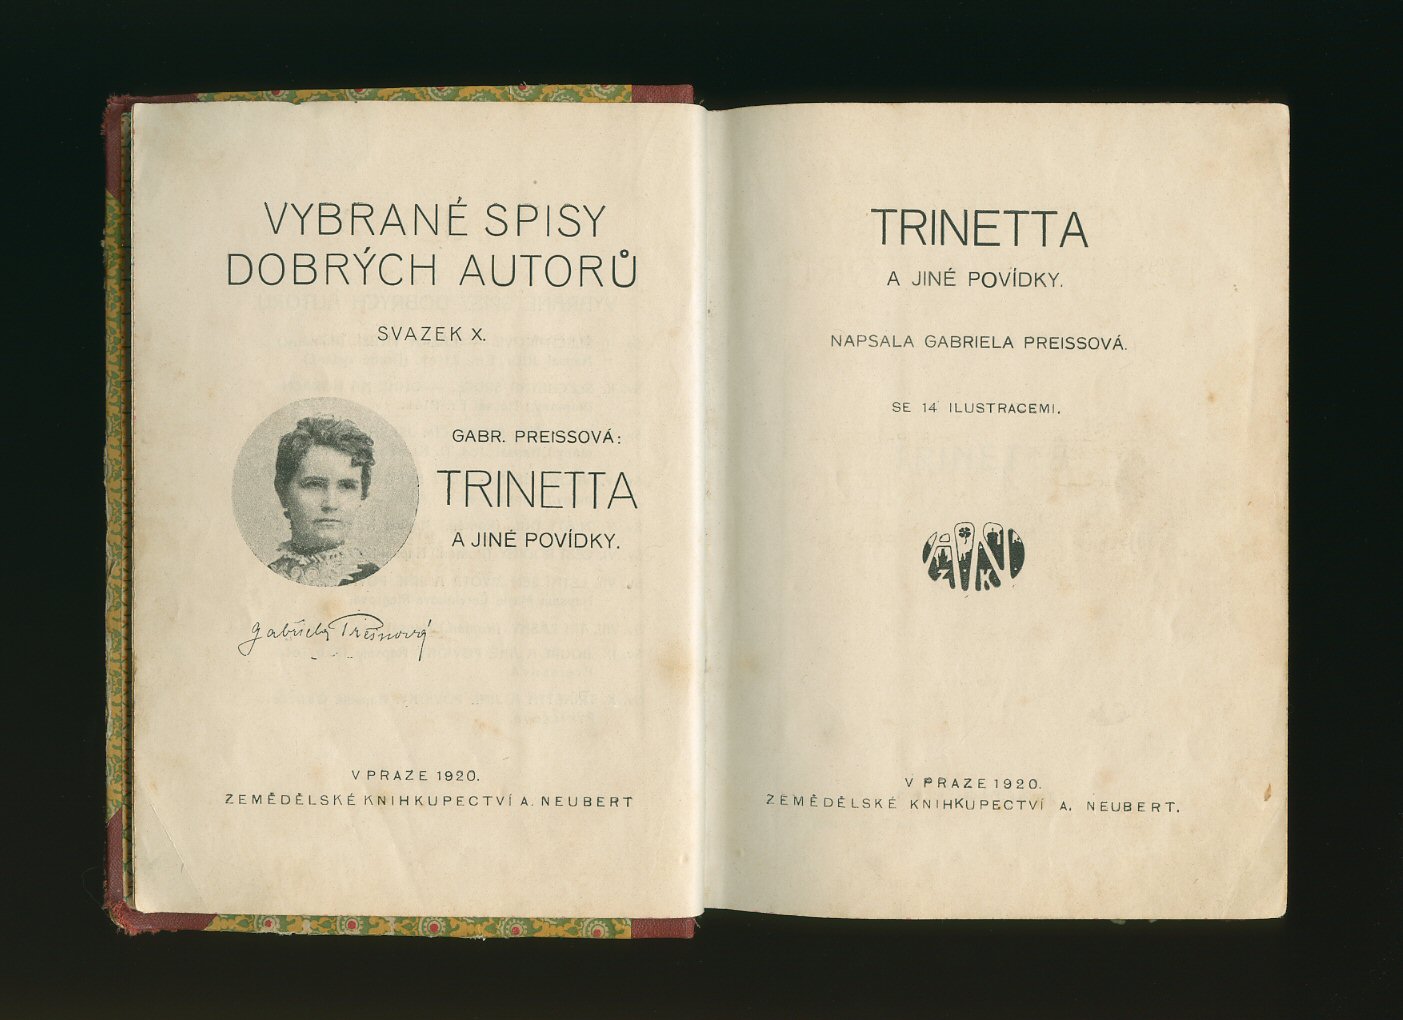 VYBRANÉ SPISY
DOBRÝCH AUTORŮ
SVAZEK X.
GABR. PREISSOVÁ:
TRINETTA
A JINÉ POVÍDKY.
Gabriela Preissová
V PRAZE 1920.
ZEMĚDĚLSKÉ KNIHKUPECTVÍ A. NEUBERT
TRINETTA
A JINÉ POVÍDKY.
NAPSALA GABRIELA PREISSOVÁ.
SE 14 ILUSTRACEMI.
V PRAZE 1920.
ZEMĚDĚLSKÉ KNIHKUPECTVÍ A. NEUBERT.